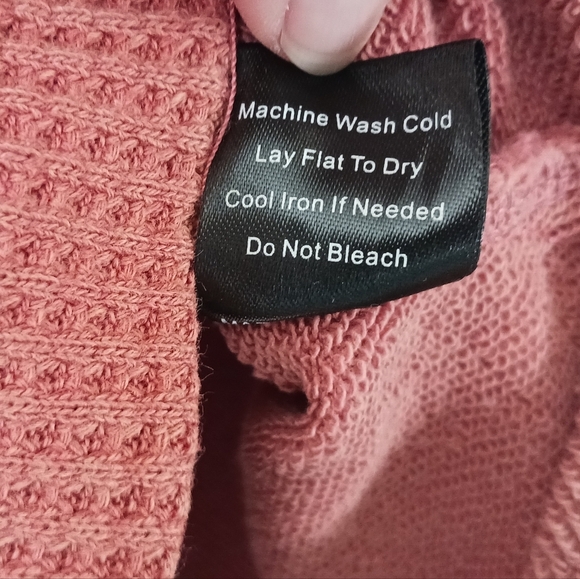 Machine Wash Cold
Lay Flat To Dry
Cool Iron If Needed
Do Not Bleach